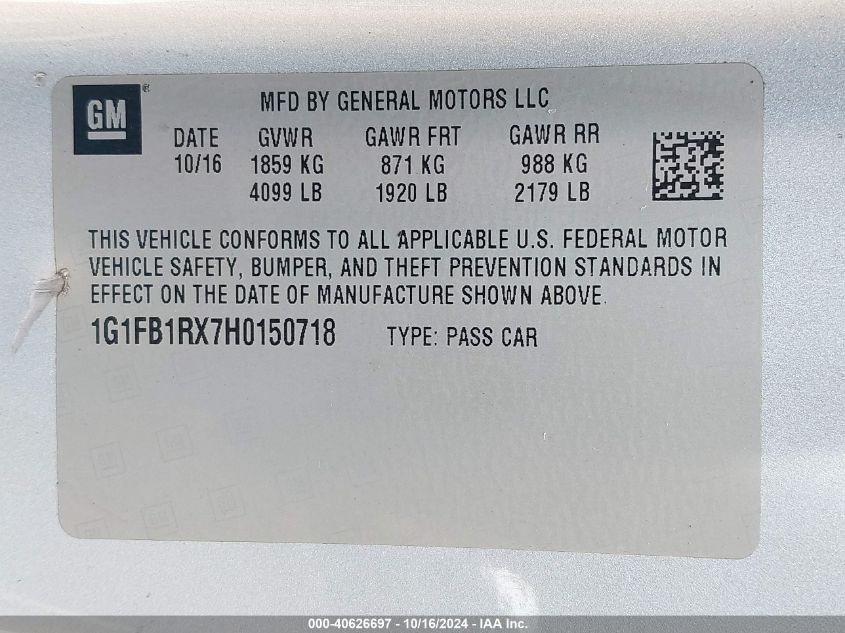 GM ®
MFD BY GENERAL MOTORS LLC
DATE GVWR GAWR FRT GAWR RR
10/16 1859 KG 871 KG 988 KG
4099 LB 1920 LB 2179 LB
THIS VEHICLE CONFORMS TO ALL APPLICABLE U.S. FEDERAL MOTOR
VEHICLE SAFETY, BUMPER, AND THEFT PREVENTION STANDARDS IN
EFFECT ON THE DATE OF MANUFACTURE SHOWN ABOVE.
1G1FB1RX7H0150718 TYPE: PASS CAR
000-40626697 - 10/16/2024 - IAA Inc.